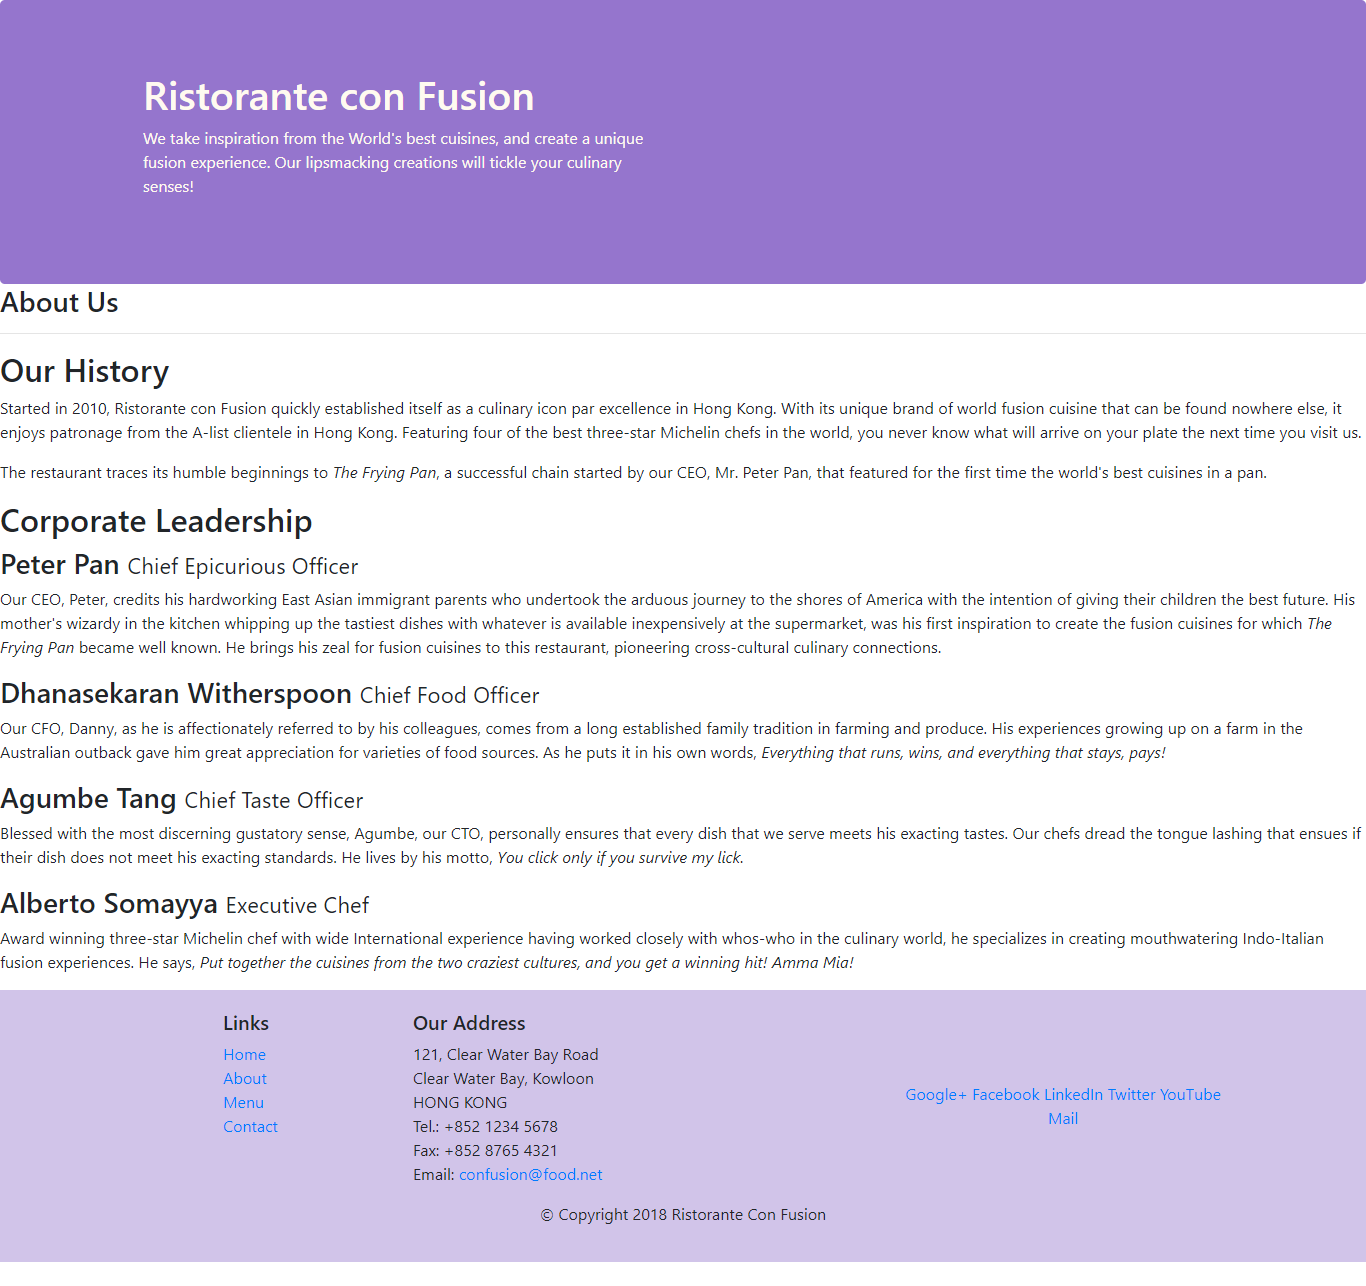 Ristorante con Fusion
We take inspiration from the World's best cuisines, and create a unique
fusion experience. Our lipsmacking creations will tickle your culinary
senses!
About Us
Our History
Started in 2010, Ristorante con Fusion quickly established itself as a culinary icon par excellence in Hong Kong. With its unique brand of world fusion cuisine that can be found nowhere else, it
enjoys patronage from the A-list clientele in Hong Kong. Featuring four of the best three-star Michelin chefs in the world, you never know what will arrive on your plate the next time you visit us.
The restaurant traces its humble beginnings to The Frying Pan, a successful chain started by our CEO, Mr. Peter Pan, that featured for the first time the world's best cuisines in a pan.
Corporate Leadership
Peter Pan Chief Epicurious Officer
Our CEO, Peter, credits his hardworking East Asian immigrant parents who undertook the arduous journey to the shores of America with the intention of giving their children the best future. His
mother's wizardy in the kitchen whipping up the tastiest dishes with whatever is available inexpensively at the supermarket, was his first inspiration to create the fusion cuisines for which The
Frying Pan became well known. He brings his zeal for fusion cuisines to this restaurant, pioneering cross-cultural culinary connections.
Dhanasekaran Witherspoon Chief Food Officer
Our CFO, Danny, as he is affectionately referred to by his colleagues, comes from a long established family tradition in farming and produce. His experiences growing up on a farm in the
Australian outback gave him great appreciation for varieties of food sources. As he puts it in his own words, Everything that runs, wins, and everything that stays, pays!
Agumbe Tang Chief Taste Officer
Blessed with the most discerning gustatory sense, Agumbe, our CTO, personally ensures that every dish that we serve meets his exacting tastes. Our chefs dread the tongue lashing that ensues if
their dish does not meet his exacting standards. He lives by his motto, You click only if you survive my lick.
Alberto Somayya Executive Chef
Award winning three-star Michelin chef with wide International experience having worked closely with whos-who in the culinary world, he specializes in creating mouthwatering Indo-Italian
fusion experiences. He says, Put together the cuisines from the two craziest cultures, and you get a winning hit! Amma Mia!
Links
Home
About
Menu
Contact
Our Address
121, Clear Water Bay Road
Clear Water Bay, Kowloon
HONG KONG
Tel.: +852 1234 5678
Fax: +852 8765 4321
Email: confusion@food.net
Google+ Facebook LinkedIn Twitter YouTube
Mail
© Copyright 2018 Ristorante Con Fusion